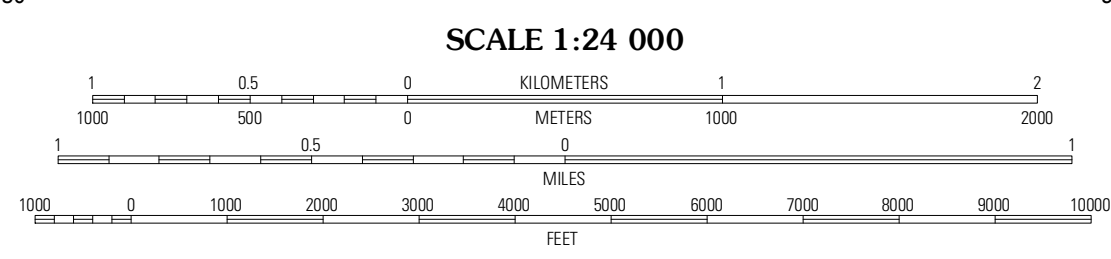 SCALE 1:24 000
1 0.5 0 KILOMETERS 1 2
1000 500 0 METERS 1000 2000
1 0.5 0 1
MILES
1000 0 1000 2000 3000 4000 5000 6000 7000 8000 9000 10000
FEET